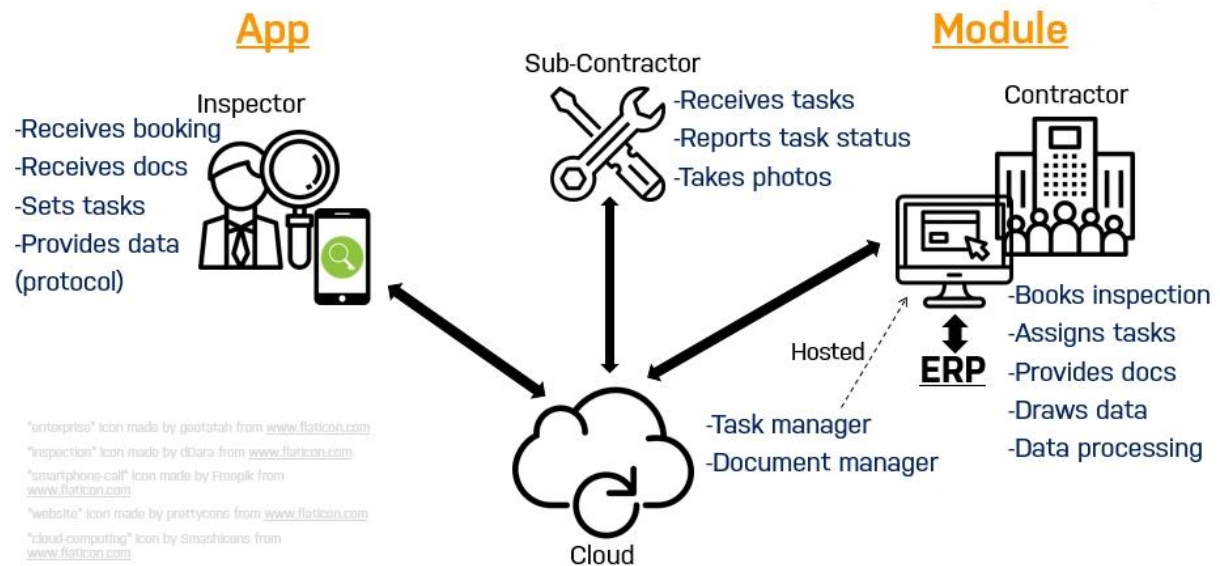 App
Module
Sub-Contractor
Inspector
Contractor
-Receives booking
-Receives docs
-Sets tasks
-Provides data
(protocol)
-Receives tasks
-Reports task status
-Takes photos
-Books inspection
-Assigns tasks
-Provides docs
-Draws data
-Data processing
Hosted
ERP
-Task manager
-Document manager
Cloud
"enterprise" icon made by geotatah from www.flaticon.com
"inspection" icon made by dDara from www.flaticon.com
"smartphone-call" icon made by Freepik from
www.flaticon.com
"website" icon made by prettycons from www.flaticon.com
"cloud-computing" icon by Smashicons from
www.flaticon.com